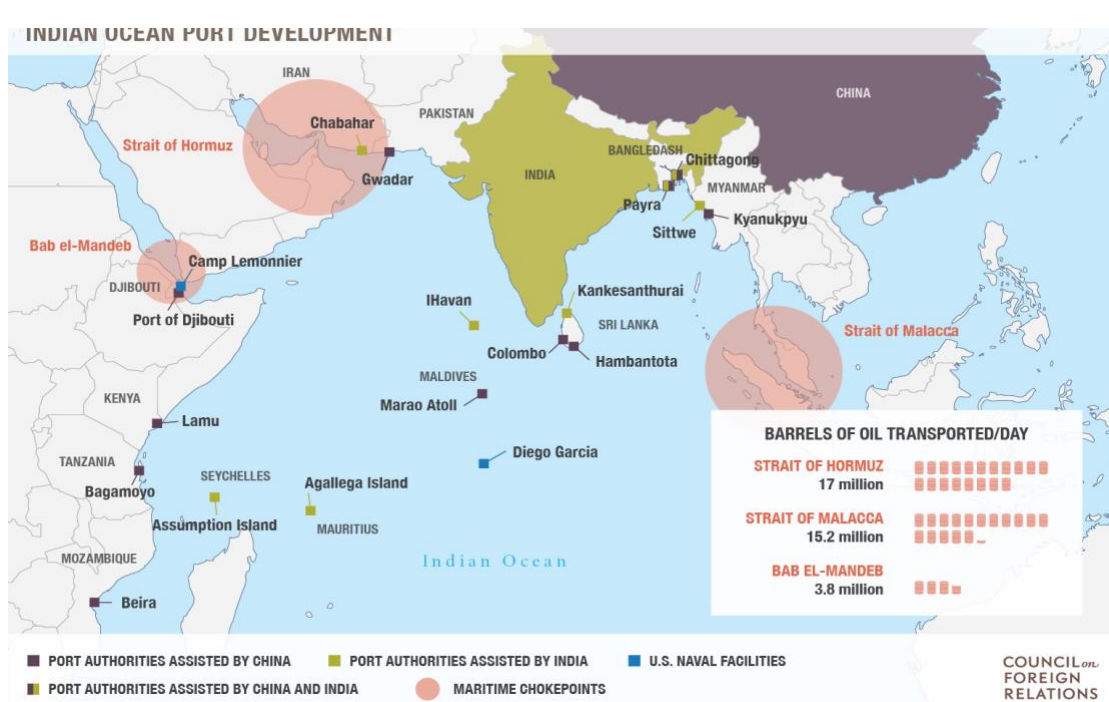 INDIAN OCEAN PORT DEVELOPMENT
IRAN
CHINA
PAKISTAN
Chabahar
Strait of Hormuz
Gwadar
BANGLEDASH
Chittagong
INDIA
MYANMAR
Payra
Kyanukpyu
Sittwe
Bab el-Mandeb
Camp Lemonnier
DJIBOUTI
Port of Djibouti
IHavan
Kankesanthurai
SRI LANKA
Strait of Malacca
Colombo
Hambantota
MALDIVES
Marao Atoll
KENYA
Lamu
Diego Garcia
TANZANIA
Bagamoyo
SEYCHELLES
Agallega Island
Assumption Island
MAURITIUS
MOZAMBIQUE
Indian Ocean
Beira
BARRELS OF OIL TRANSPORTED/DAY
STRAIT OF HORMUZ
17 million
STRAIT OF MALACCA
15.2 million
BAB EL-MANDEB
3.8 million
PORT AUTHORITIES ASSISTED BY CHINA
PORT AUTHORITIES ASSISTED BY INDIA
U.S. NAVAL FACILITIES
PORT AUTHORITIES ASSISTED BY CHINA AND INDIA
MARITIME CHOKEPOINTS
COUNCIL on
FOREIGN
RELATIONS